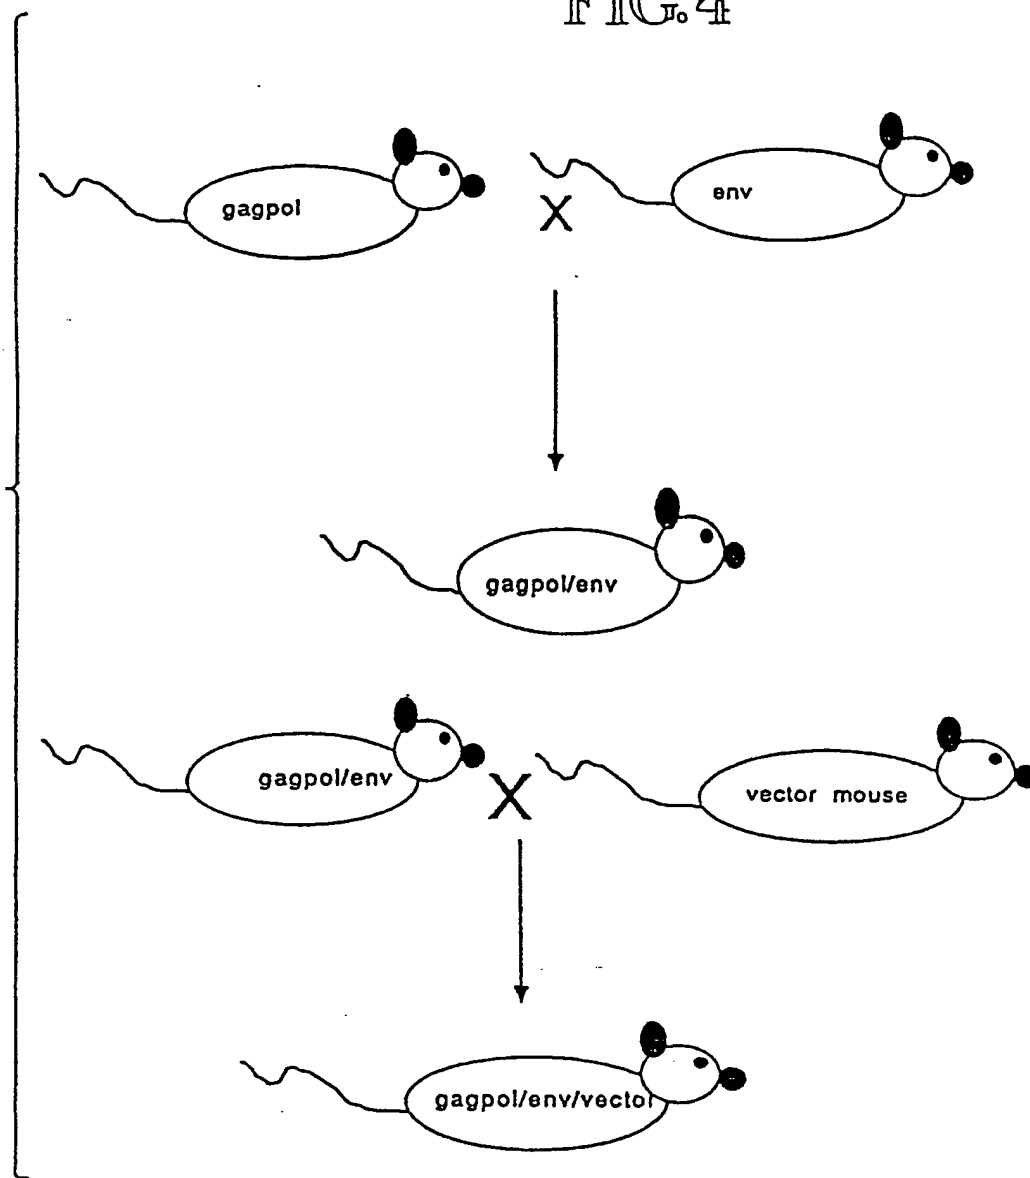 FIG. 4
gagpol X env
gagpol/env
gagpol/env X vector mouse
gagpol/env/vector